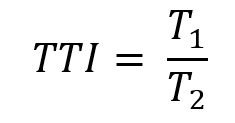 TTI = T₁/T₂